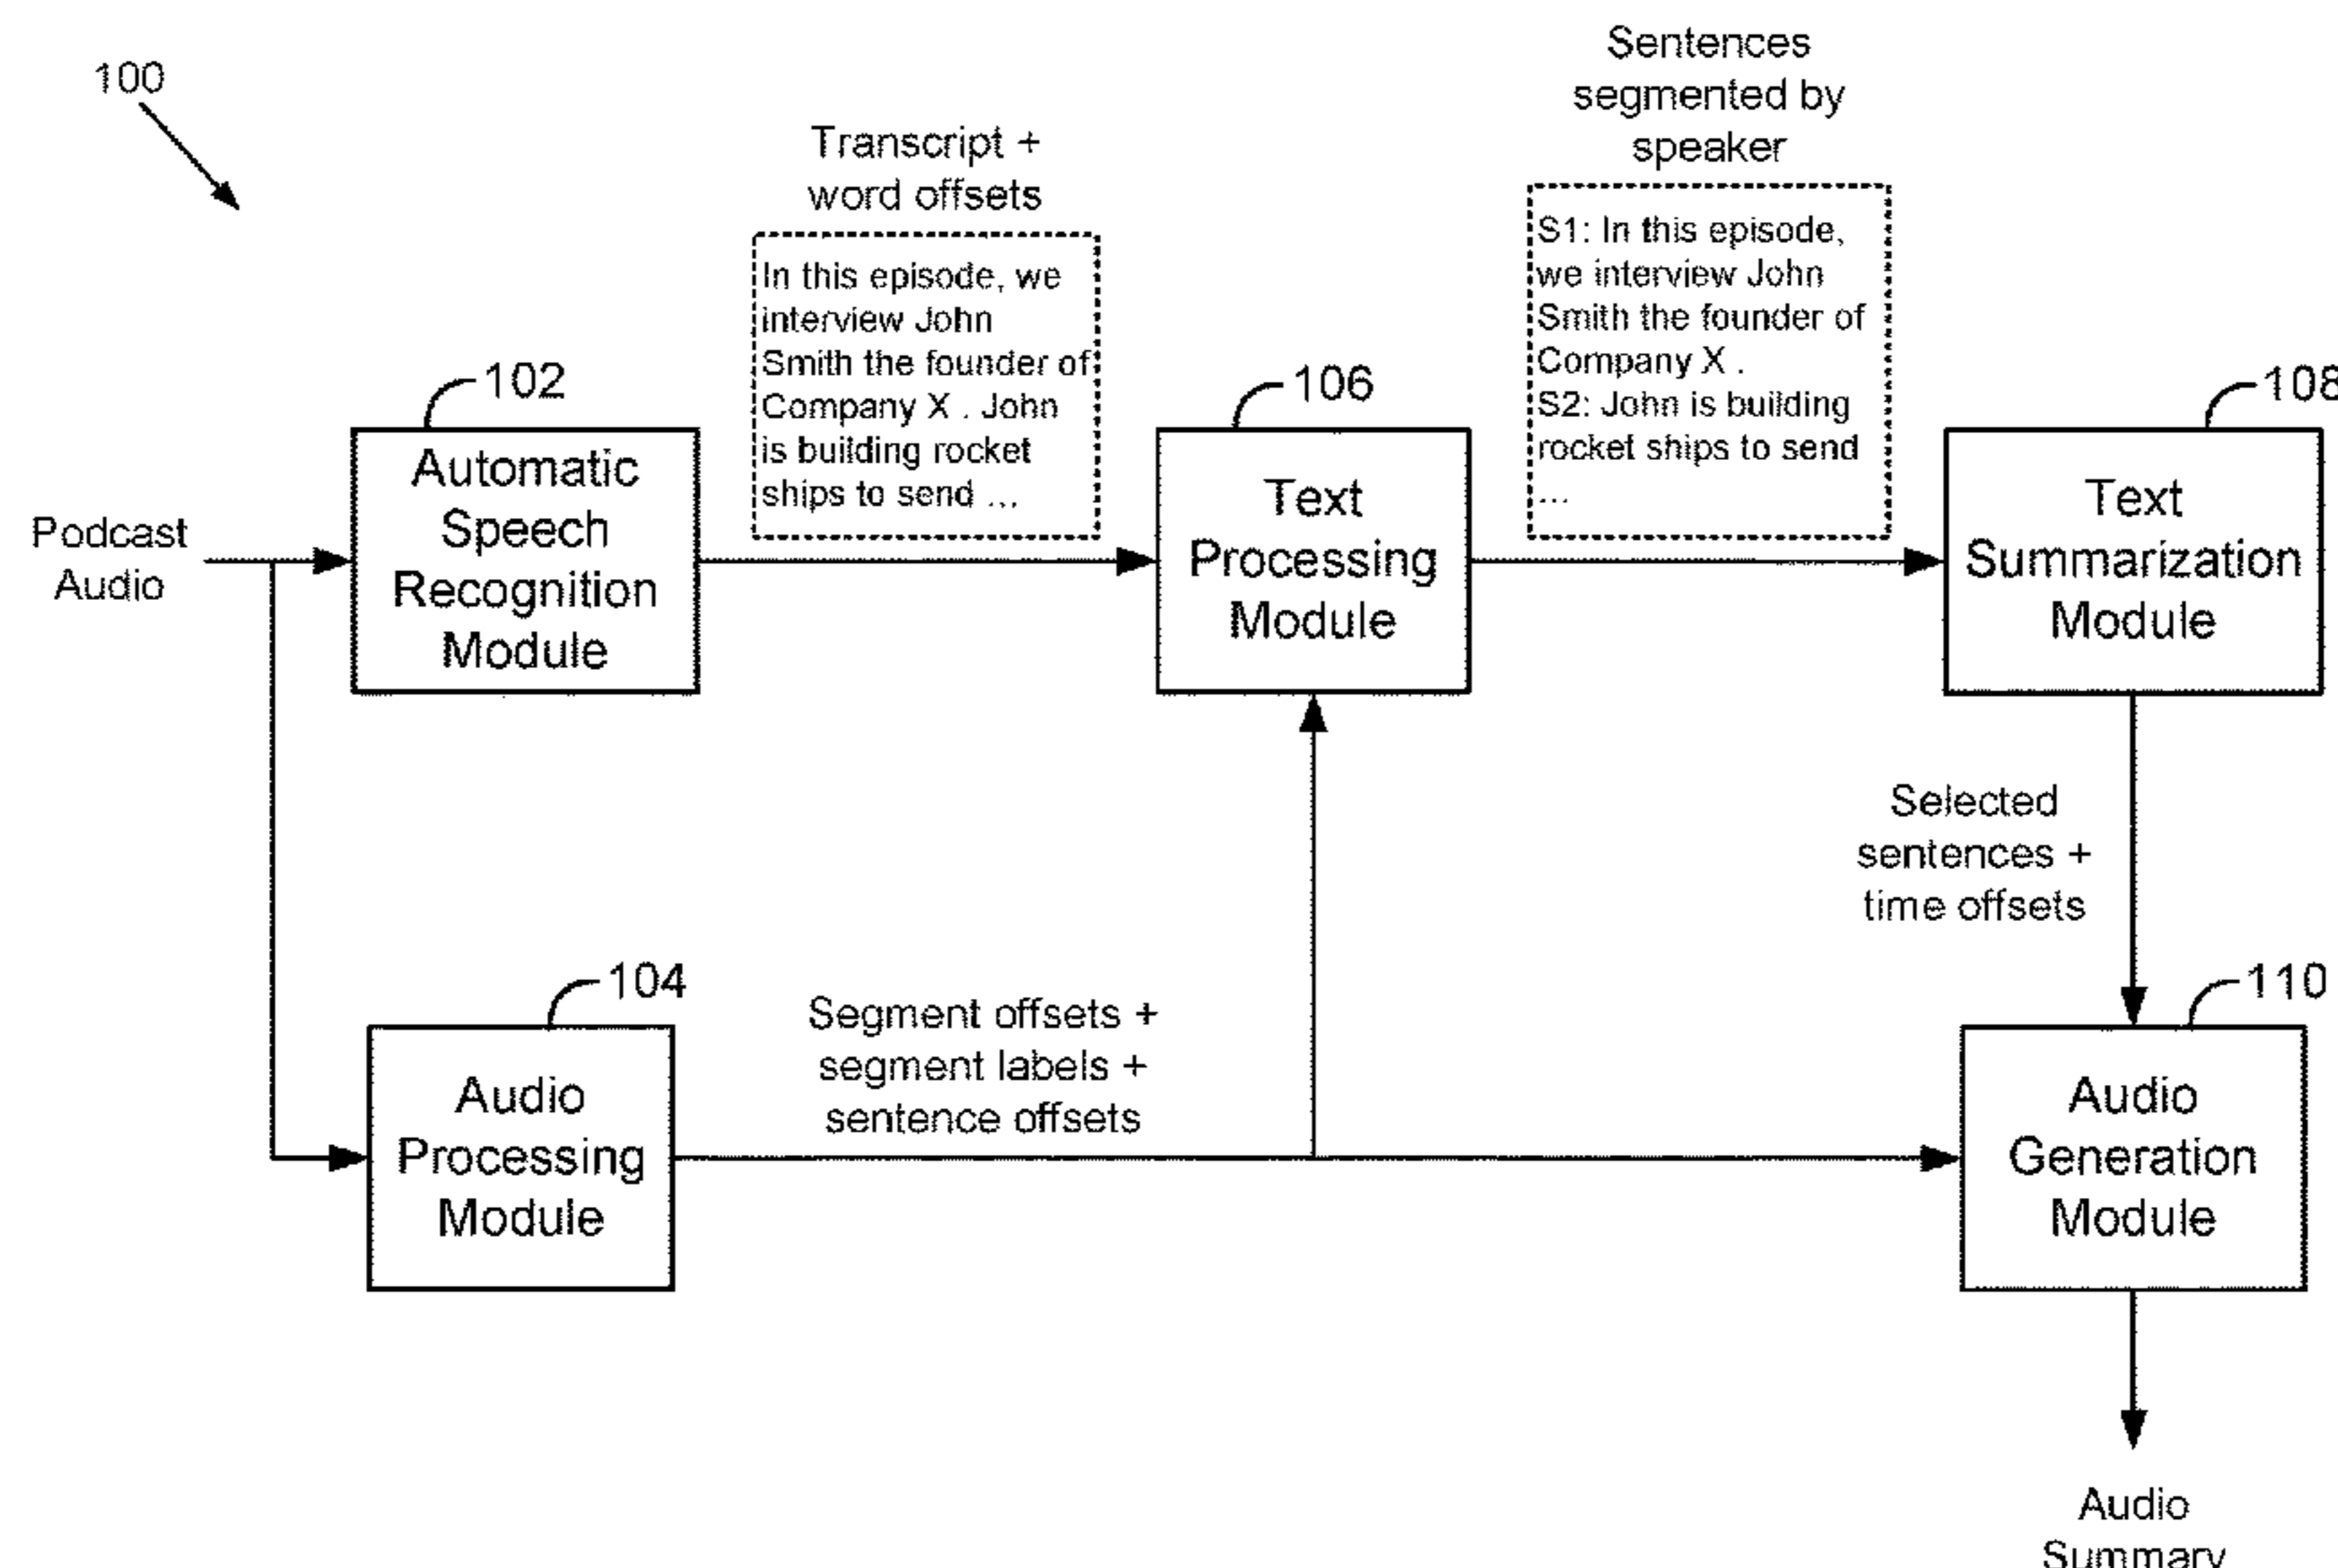 100
Sentences
segmented by
speaker
Transcript +
word offsets
In this episode, we
interview John
Smith the founder of
Company X . John
is building rocket
ships to send ...
S1: In this episode,
we interview John
Smith the founder of
Company X .
S2: John is building
rocket ships to send
...
102
106
108
Podcast
Audio
Automatic
Speech
Recognition
Module
Text
Processing
Module
Text
Summarization
Module
Selected
sentences +
time offsets
104
Segment offsets +
segment labels +
sentence offsets
110
Audio
Processing
Module
Audio
Generation
Module
Audio
Summary